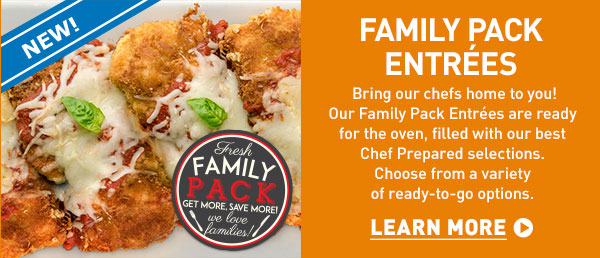 NEW!
Fresh
FAMILY
PACK
GET MORE, SAVE MORE!
we love
families!
FAMILY PACK
ENTRÉES
Bring our chefs home to you!
Our Family Pack Entrées are ready
for the oven, filled with our best
Chef Prepared selections.
Choose from a variety
of ready-to-go options.
LEARN MORE